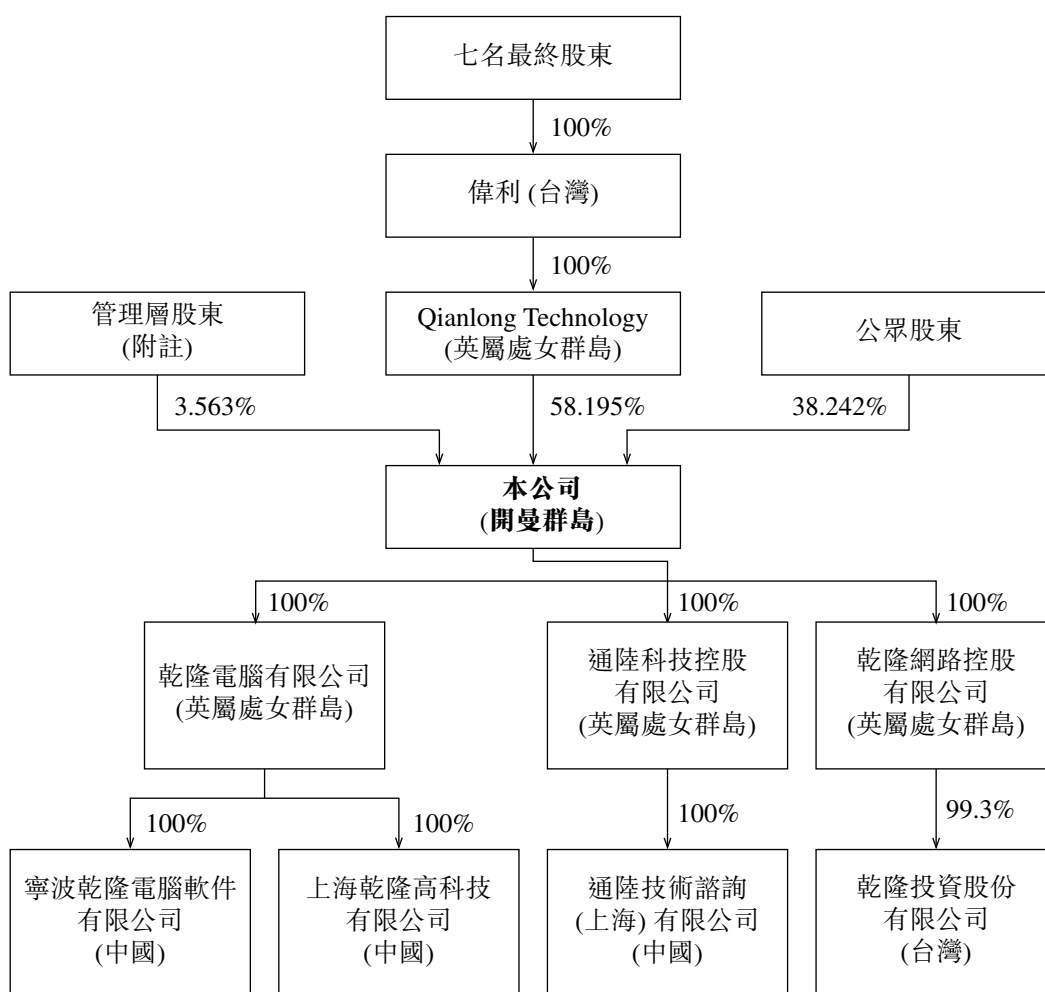 七名最終股東
100%
偉利 (台灣)
100%
管理層股東
(附註)
Qianlong Technology
(英屬處女群島)
公眾股東
3.563%
58.195%
38.242%
本公司
(開曼群島)
100%
100%
100%
乾隆電腦有限公司
(英屬處女群島)
通陸科技控股
有限公司
(英屬處女群島)
乾隆網路控股
有限公司
(英屬處女群島)
100%
100%
100%
99.3%
寧波乾隆電腦軟件
有限公司
(中國)
上海乾隆高科技
有限公司
(中國)
通陸技術諮詢
(上海) 有限公司
(中國)
乾隆投資股份
有限公司
(台灣)